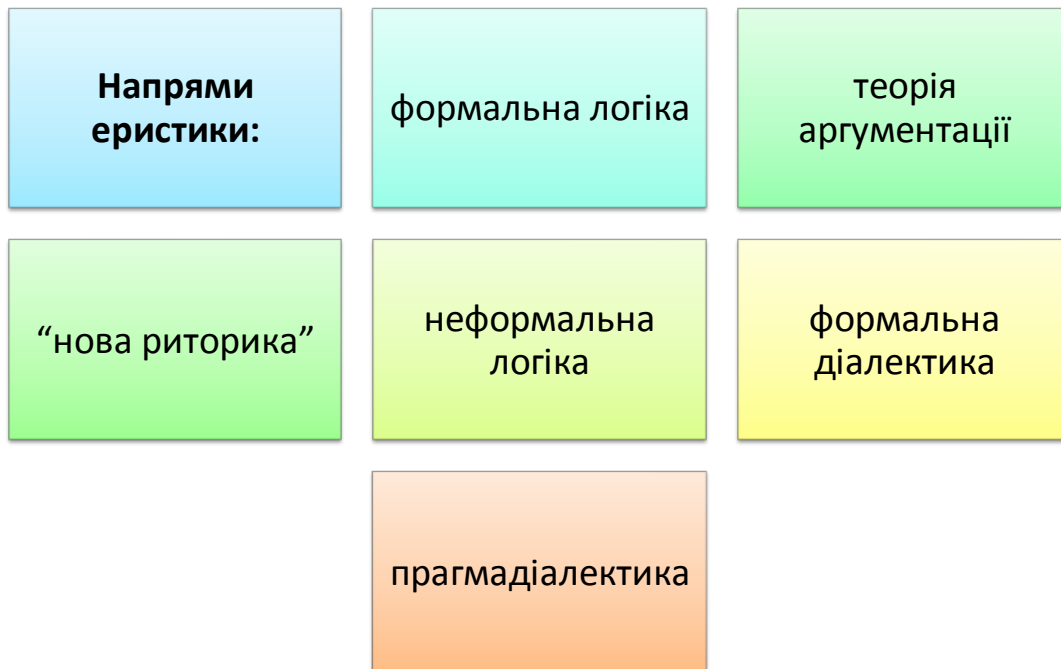 Напрями
еристики:
формальна логіка
теорія
аргументації
“нова риторика”
неформальна
логіка
формальна
діалектика
прагмадіалектика